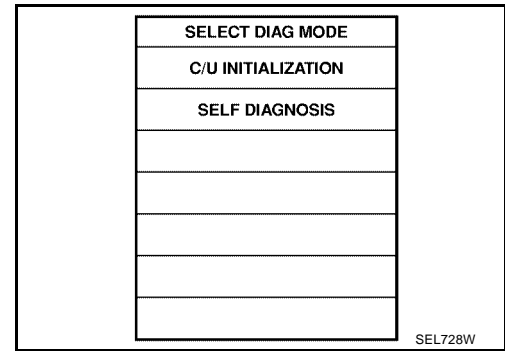 SELECT DIAG MODE
C/U INITIALIZATION
SELF DIAGNOSIS
SEL728W